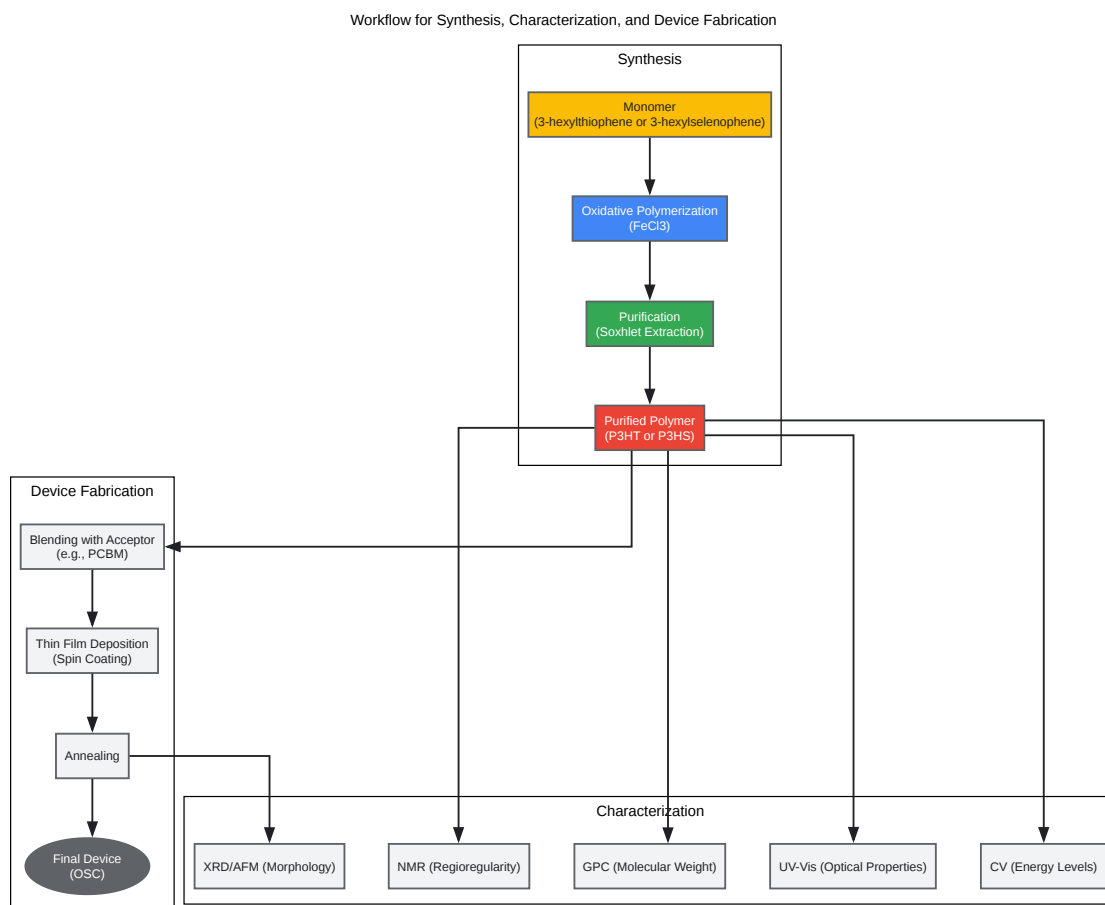 Workflow for Synthesis, Characterization, and Device Fabrication
Synthesis
Monomer
(3-hexylthiophene or 3-hexylselenophene)
Oxidative Polymerization
(FeCl3)
Purification
(Soxhlet Extraction)
Purified Polymer
(P3HT or P3HS)
Device Fabrication
Blending with Acceptor
(e.g., PCBM)
Thin Film Deposition
(Spin Coating)
Annealing
Final Device
(OSC)
Characterization
XRD/AFM (Morphology)
NMR (Regioregularity)
GPC (Molecular Weight)
UV-Vis (Optical Properties)
CV (Energy Levels)